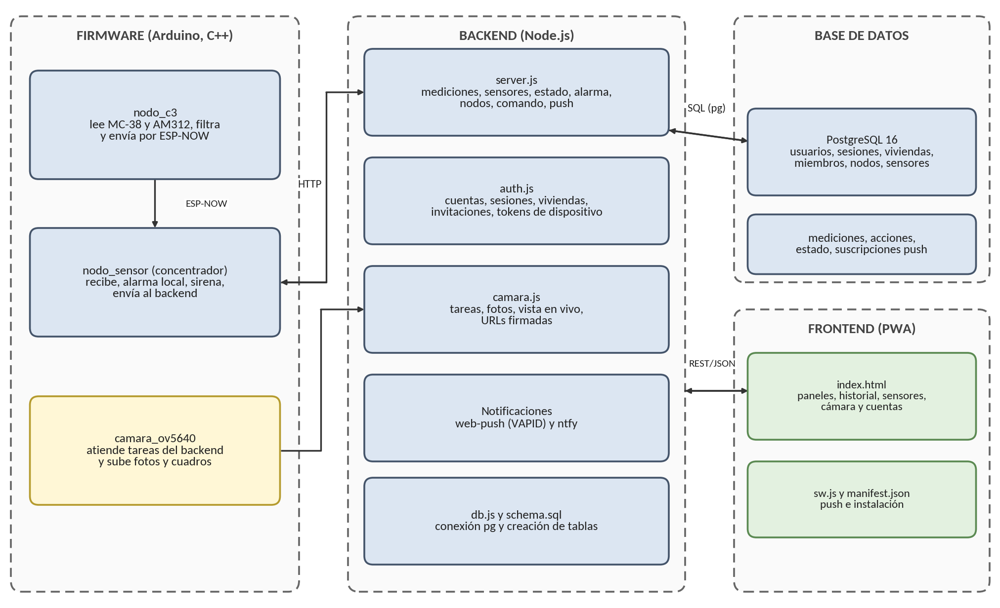 FIRMWARE (Arduino, C++)
nodo_c3
lee MC-38 y AM312, filtra
y envía por ESP-NOW
ESP-NOW
nodo_sensor (concentrador)
recibe, alarma local, sirena,
envía al backend
camara_ov5640
atiende tareas del backend
y sube fotos y cuadros
HTTP
BACKEND (Node.js)
server.js
mediciones, sensores, estado, alarma,
nodos, comando, push
auth.js
cuentas, sesiones, viviendas,
invitaciones, tokens de dispositivo
camara.js
tareas, fotos, vista en vivo,
URLs firmadas
Notificaciones
web-push (VAPID) y ntfy
db.js y schema.sql
conexión pg y creación de tablas
SQL (pg)
REST/JSON
BASE DE DATOS
PostgreSQL 16
usuarios, sesiones, viviendas,
miembros, nodos, sensores
mediciones, acciones,
estado, suscripciones push
FRONTEND (PWA)
index.html
paneles, historial, sensores,
cámara y cuentas
sw.js y manifest.json
push e instalación